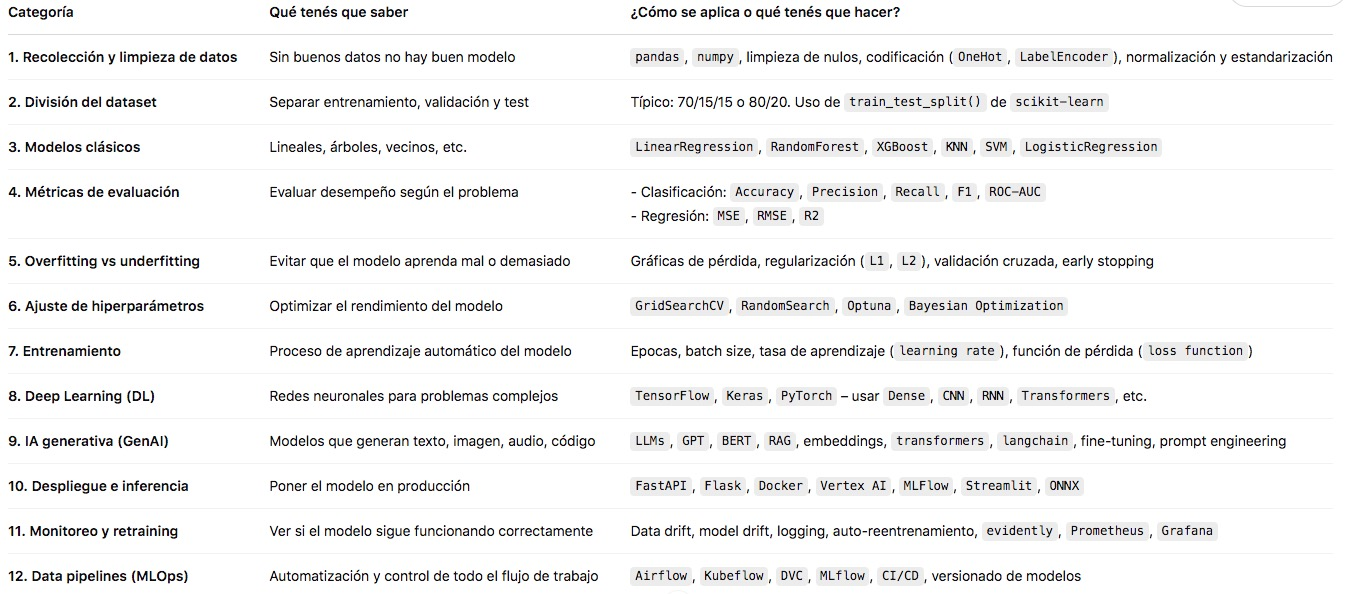 Categoría Qué tenés que saber ¿Cómo se aplica o qué tenés que hacer?
1. Recolección y limpieza de datos Sin buenos datos no hay buen modelo pandas, numpy, limpieza de nulos, codificación (OneHot, LabelEncoder), normalización y estandarización
2. División del dataset Separar entrenamiento, validación y test Típico: 70/15/15 o 80/20. Uso de train_test_split() de scikit-learn
3. Modelos clásicos Lineales, árboles, vecinos, etc. LinearRegression, RandomForest, XGBoost, KNN, SVM, LogisticRegression
4. Métricas de evaluación Evaluar desempeño según el problema - Clasificación: Accuracy, Precision, Recall, F1, ROC-AUC
- Regresión: MSE, RMSE, R2
5. Overfitting vs underfitting Evitar que el modelo aprenda mal o demasiado Gráficas de pérdida, regularización (L1, L2), validación cruzada, early stopping
6. Ajuste de hiperparámetros Optimizar el rendimiento del modelo GridSearchCV, RandomSearch, Optuna, Bayesian Optimization
7. Entrenamiento Proceso de aprendizaje automático del modelo Epocas, batch size, tasa de aprendizaje (learning rate), función de pérdida (loss function)
8. Deep Learning (DL) Redes neuronales para problemas complejos TensorFlow, Keras, PyTorch – usar Dense, CNN, RNN, Transformers, etc.
9. IA generativa (GenAI) Modelos que generan texto, imagen, audio, código LLMs, GPT, BERT, RAG, embeddings, transformers, langchain, fine-tuning, prompt engineering
10. Despliegue e inferencia Poner el modelo en producción FastAPI, Flask, Docker, Vertex AI, MLFlow, Streamlit, ONNX
11. Monitoreo y retraining Ver si el modelo sigue funcionando correctamente Data drift, model drift, logging, auto-reentrenamiento, evidently, Prometheus, Grafana
12. Data pipelines (MLOps) Automatización y control de todo el flujo de trabajo Airflow, Kubeflow, DVC, MLflow, CI/CD, versionado de modelos